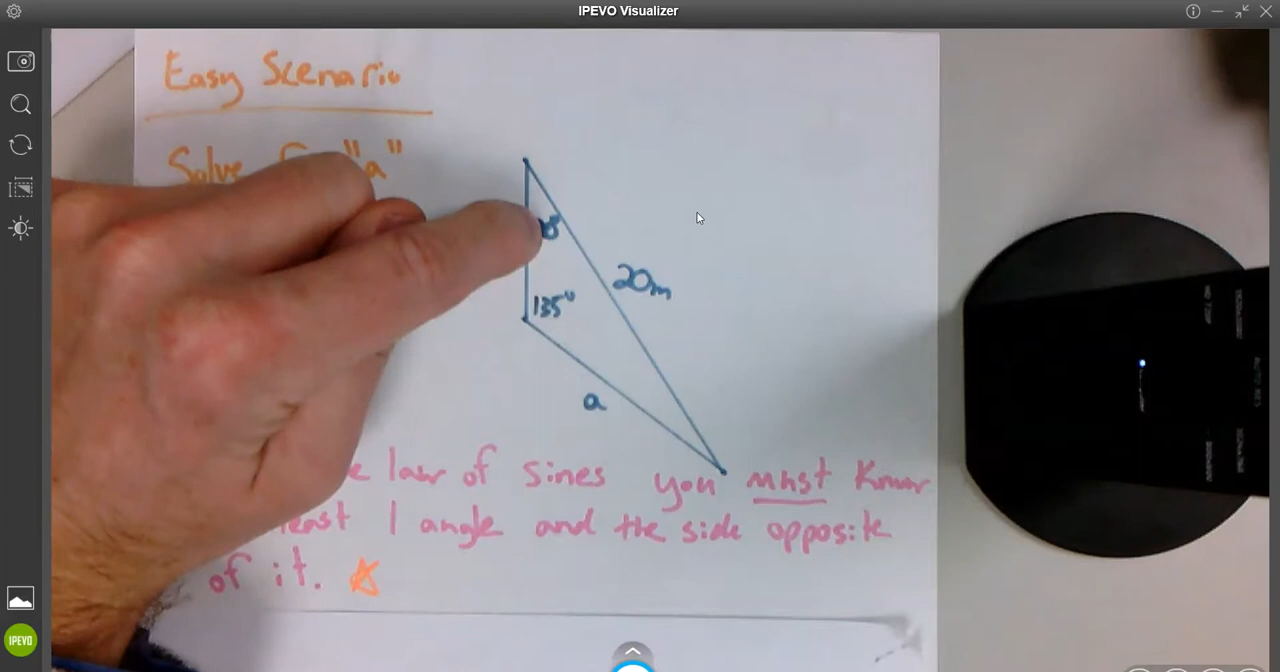 IPEVO Visualizer
Easy Scenario
Solve "a"
20m
135°
a
law of sines you must Know
1 angle and the side opposite
of it.
IPEVO